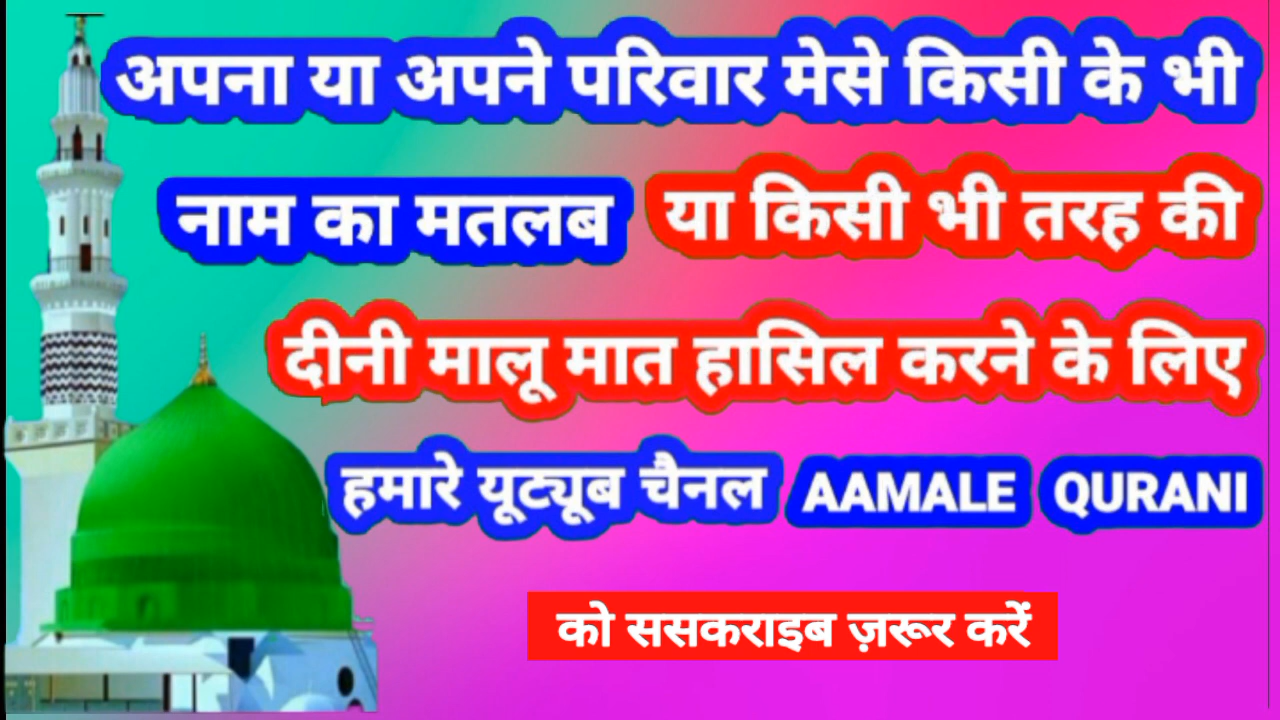 अपना या अपने परिवार मेसे किसी के भी
नाम का मतलब या किसी भी तरह की
दीनी मालू मात हासिल करने के लिए
हमारे यूट्यूब चैनल AAMALE QURANI
को ससकराइब ज़रूर करें